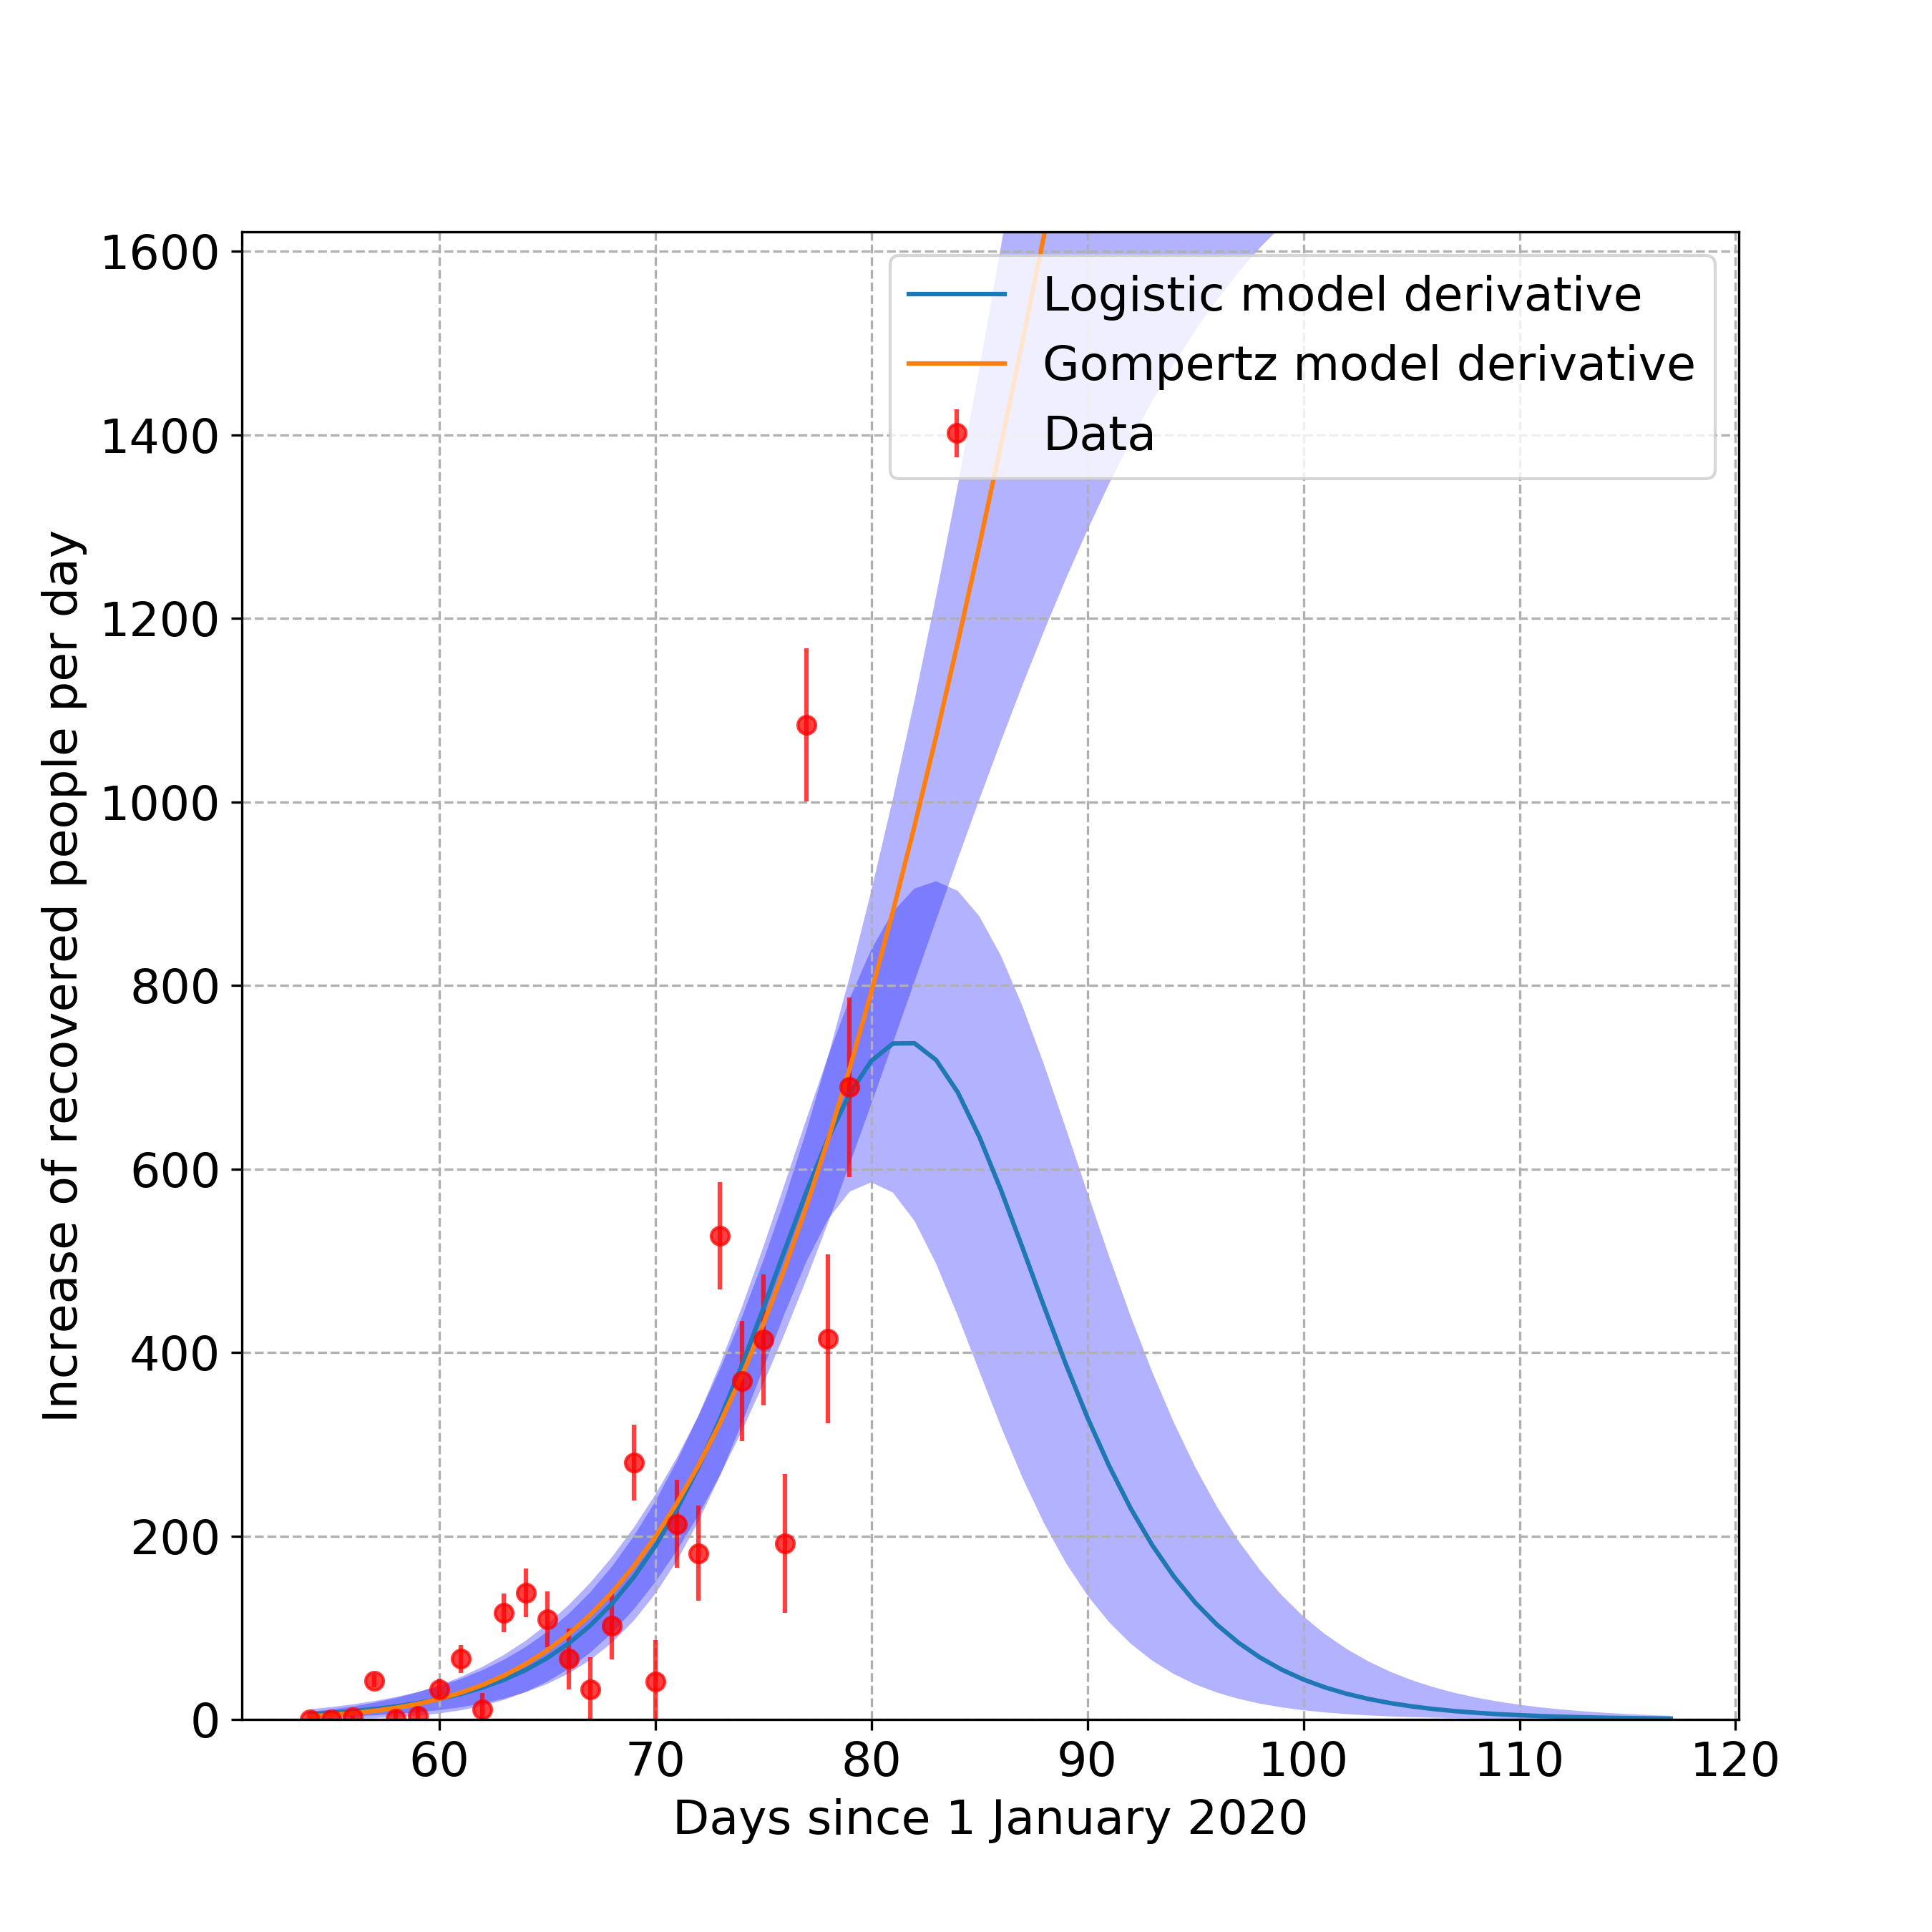 1600
1400
1200
1000
800
600
400
200
0
Increase of recovered people per day
Logistic model derivative
Gompertz model derivative
Data
60 70 80 90 100 110 120
Days since 1 January 2020